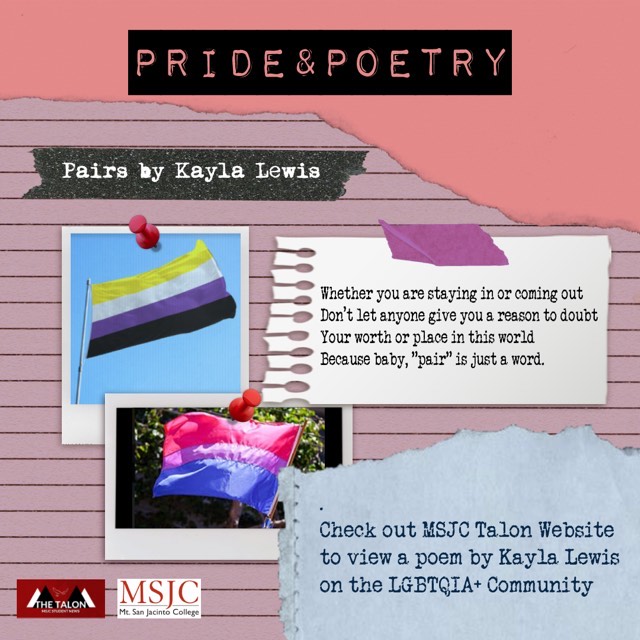 PRIDE&POETRY
Pairs by Kayla Lewis
Whether you are staying in or coming out
Don't let anyone give you a reason to doubt
Your worth or place in this world
Because baby, "pair" is just a word.
Check out MSJC Talon Website
to view a poem by Kayla Lewis
on the LGBTQIA+ Community
THE TALON
MSJC STUDENT NEWS
MSJC
Mt. San Jacinto College